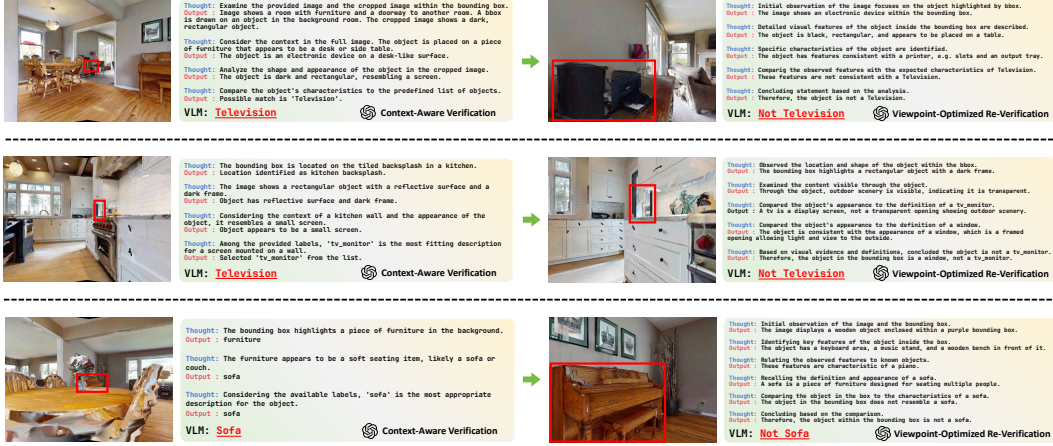 Thought: Examine the provided image and the cropped image within the bounding box.
Output : Image shows a room with furniture and a doorway to another room. A bbox
is drawn on an object in the background room. The cropped image shows a dark,
rectangular object.
Thought: Consider the context in the full image. The object is placed on a piece
of furniture that appears to be a desk or side table.
Output : The object is an electronic device on a desk-like surface.
Thought: Analyze the shape and appearance of the object in the cropped image.
Output : The object is dark and rectangular, resembling a screen.
Thought: Compare the object's characteristics to the predefined list of objects.
Output : Possible match is 'Television'.
VLM: Television
Context-Aware Verification
Thought: Initial observation of the image focuses on the object highlighted by bbox.
Output : The image shows an electronic device within the bounding box.
Thought: Detailed visual features of the object inside the bounding box are described.
Output : The object is black, rectangular, and appears to be placed on a table.
Thought: Specific characteristics of the object are identified.
Output : The object has features consistent with a printer, e.g. slots and an output tray.
Thought: Comparig the observed features with the expected characteristics of Television.
Output : These features are not consistent with a Television.
Thought: Concluding statement based on the analysis.
Output : Therefore, the object is not a Television.
VLM: Not Television
Viewpoint-Optimized Re-Verification
Thought: The bounding box is located on the tiled backsplash in a kitchen.
Output : Location identified as kitchen backsplash.
Thought: The image shows a rectangular object with a reflective surface and a
dark frame.
Output : Object has reflective surface and dark frame.
Thought: Considering the context of a kitchen wall and the appearance of the
object, it resembles a small screen.
Output : Object appears to be a small screen.
Thought: Among the provided labels, 'tv_monitor' is the most fitting description
for a screen mounted on a wall.
Output : Selected 'tv_monitor' from the list.
VLM: Television
Context-Aware Verification
Thought: Observed the location and shape of the object within the bbox.
Output : The bounding box highlights a rectangular object with a dark frame.
Thought: Examined the content visible through the object.
Output : Through the object, outdoor scenery is visible, indicating it is transparent.
Thought: Compared the object's appearance to the definition of a tv_monitor.
Output : A tv is a display screen, not a transparent opening showing outdoor scenery.
Thought: Compared the object's appearance to the definition of a window.
Output : The object is consistent with the appearance of a window, which is a framed
opening allowing light and view to the outside.
Thought: Based on visual evidence and definitions, concluded the object is not a tv_monitor.
Output : Therefore, the object in the bounding box is a window, not a tv_monitor.
VLM: Not Television
Viewpoint-Optimized Re-Verification
Thought: The bounding box highlights a piece of furniture in the background.
Output : furniture
Thought: The furniture appears to be a soft seating item, likely a sofa or
couch.
Output : sofa
Thought: Considering the available labels, 'sofa' is the most appropriate
description for the object.
Output : sofa
VLM: Sofa
Context-Aware Verification
Thought: Initial observation of the image and the bounding box.
Output : The image displays a wooden object enclosed within a purple bounding box.
Thought: Identifying key features of the object inside the box.
Output : The object has a keyboard area, a music stand, and a wooden bench in front of it.
Thought: Relating the observed features to known objects.
Output : These features are characteristic of a piano.
Thought: Recalling the definition and appearance of a sofa.
Output : A sofa is a piece of furniture designed for seating multiple people.
Thought: Comparing the object in the box to the characteristics of a sofa.
Output : The object in the bounding box does not resemble a sofa.
Thought: Concluding based on the comparison.
Output : Therefore, the object within the bounding box is not a sofa.
VLM: Not Sofa
Viewpoint-Optimized Re-Verification